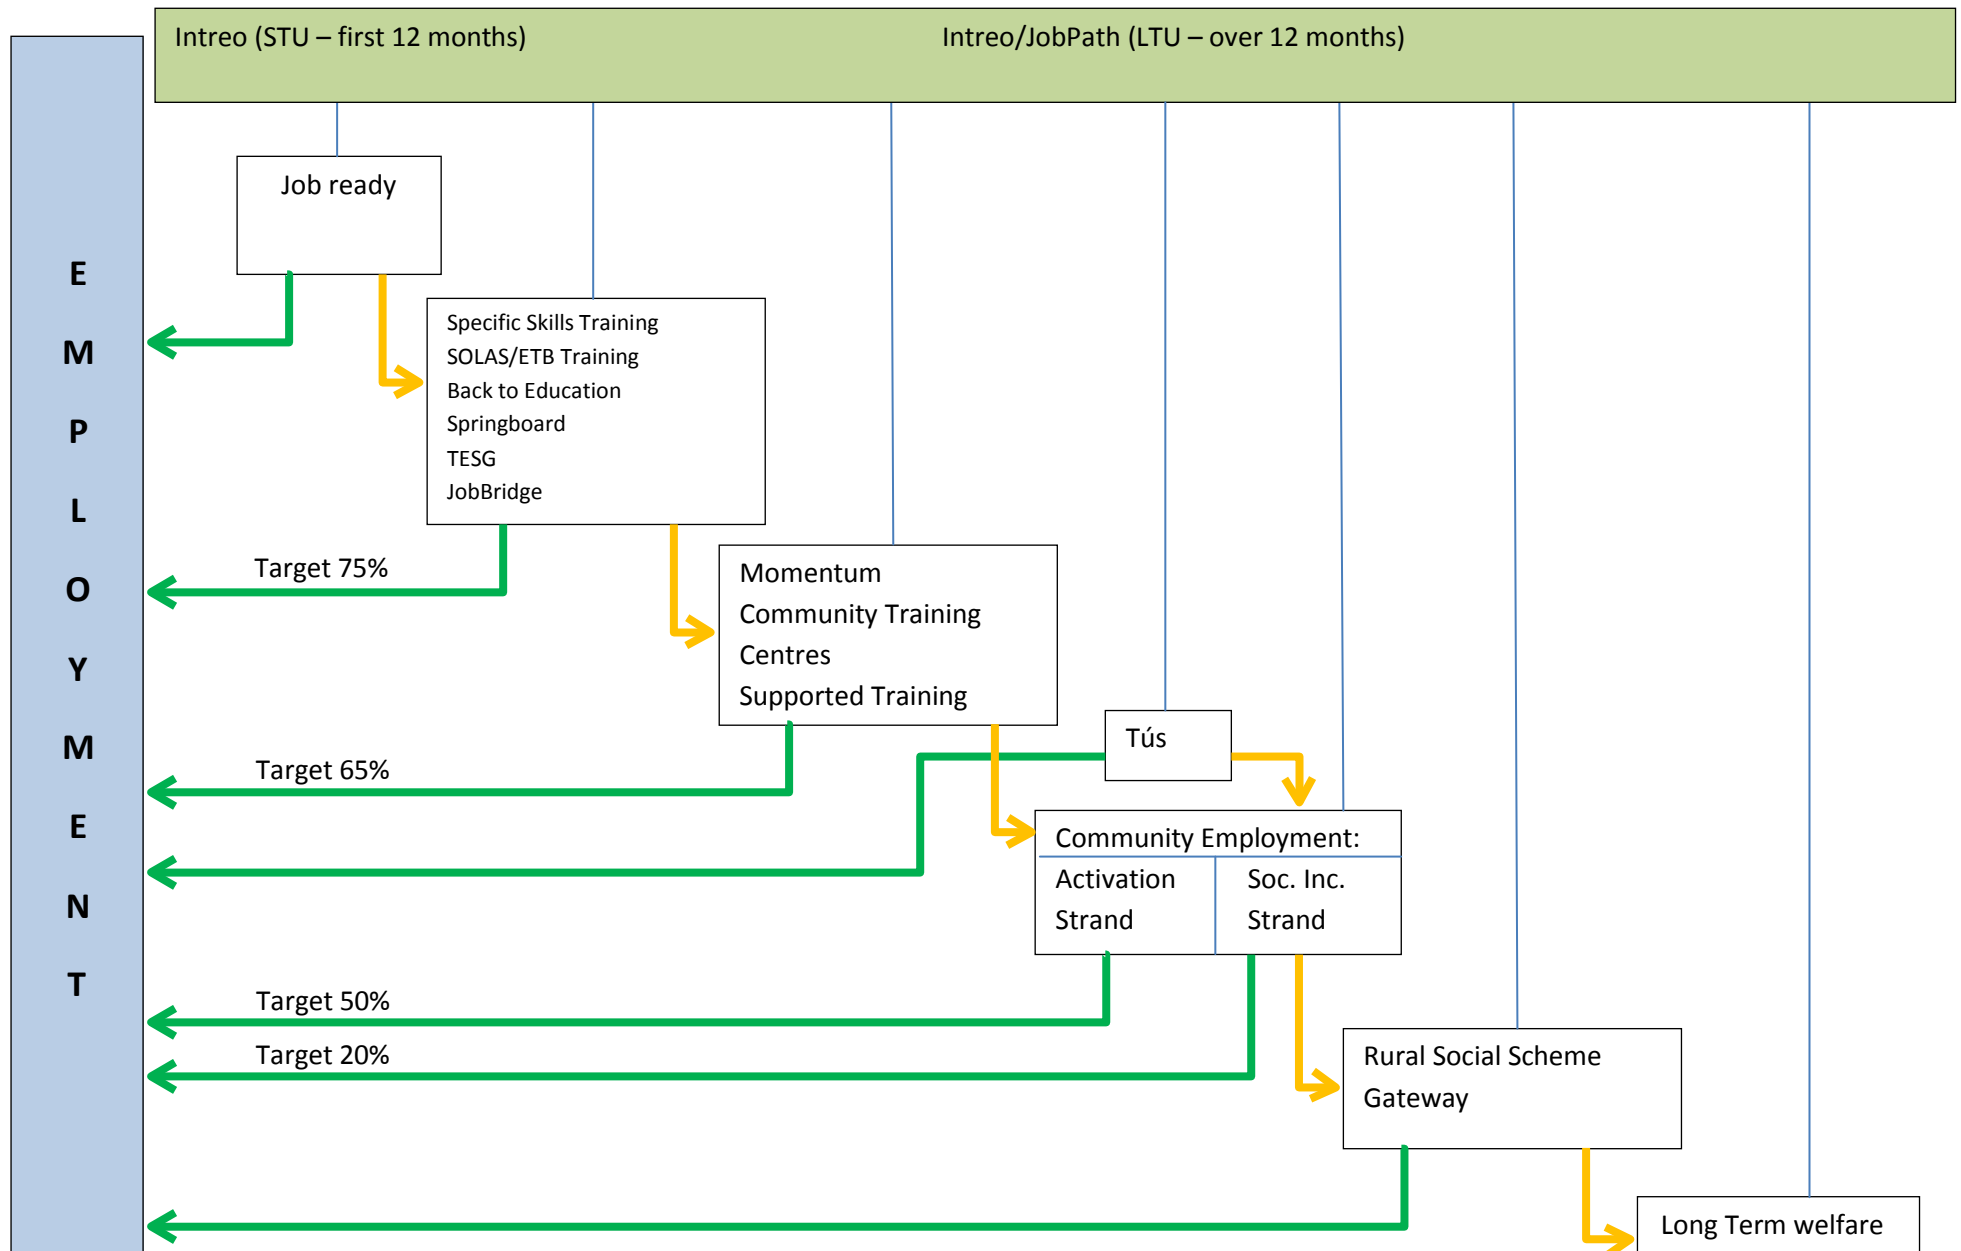 Intreo (STU – first 12 months)
Intreo/JobPath (LTU – over 12 months)
E
M
P
L
O
Y
M
E
N
T
Job ready
Specific Skills Training
SOLAS/ETB Training
Back to Education
Springboard
TESG
JobBridge
Target 75%
Momentum
Community Training
Centres
Supported Training
Target 65%
Tús
Community Employment:
Activation
Strand
Soc. Inc.
Strand
Target 50%
Target 20%
Rural Social Scheme
Gateway
Long Term welfare